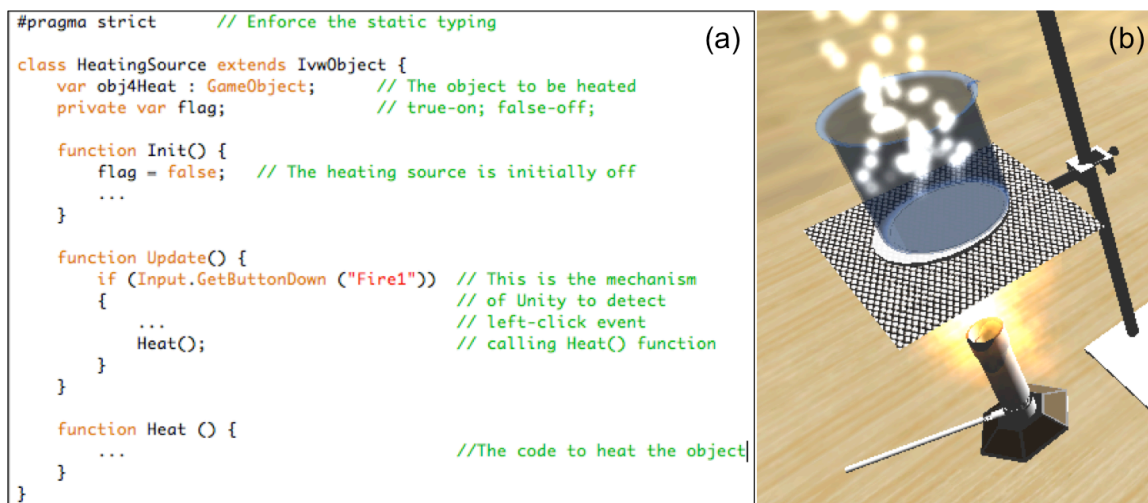 #pragma strict // Enforce the static typing
(a)
class HeatingSource extends IvwObject {
var obj4Heat : GameObject; // The object to be heated
private var flag; // true-on; false-off;
function Init() {
flag = false; // The heating source is initially off
...
}
function Update() {
if (Input.GetButtonDown ("Fire1")) // This is the mechanism
{ // of Unity to detect
... // left-click event
Heat(); // calling Heat() function
}
}
function Heat () {
... //The code to heat the object
}
}
(b)